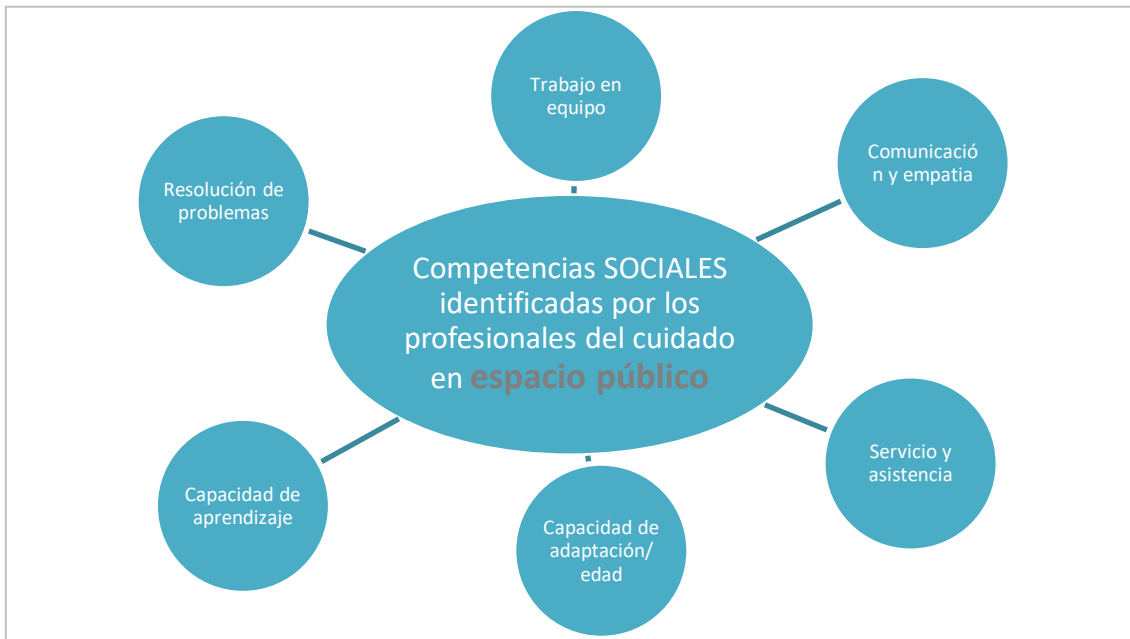 Trabajo en
equipo
Comunicació
n y empatia
Servicio y
asistencia
Capacidad de
adaptación/
edad
Capacidad de
aprendizaje
Resolución de
problemas
Competencias SOCIALES
identificadas por los
profesionales del cuidado
en espacio público